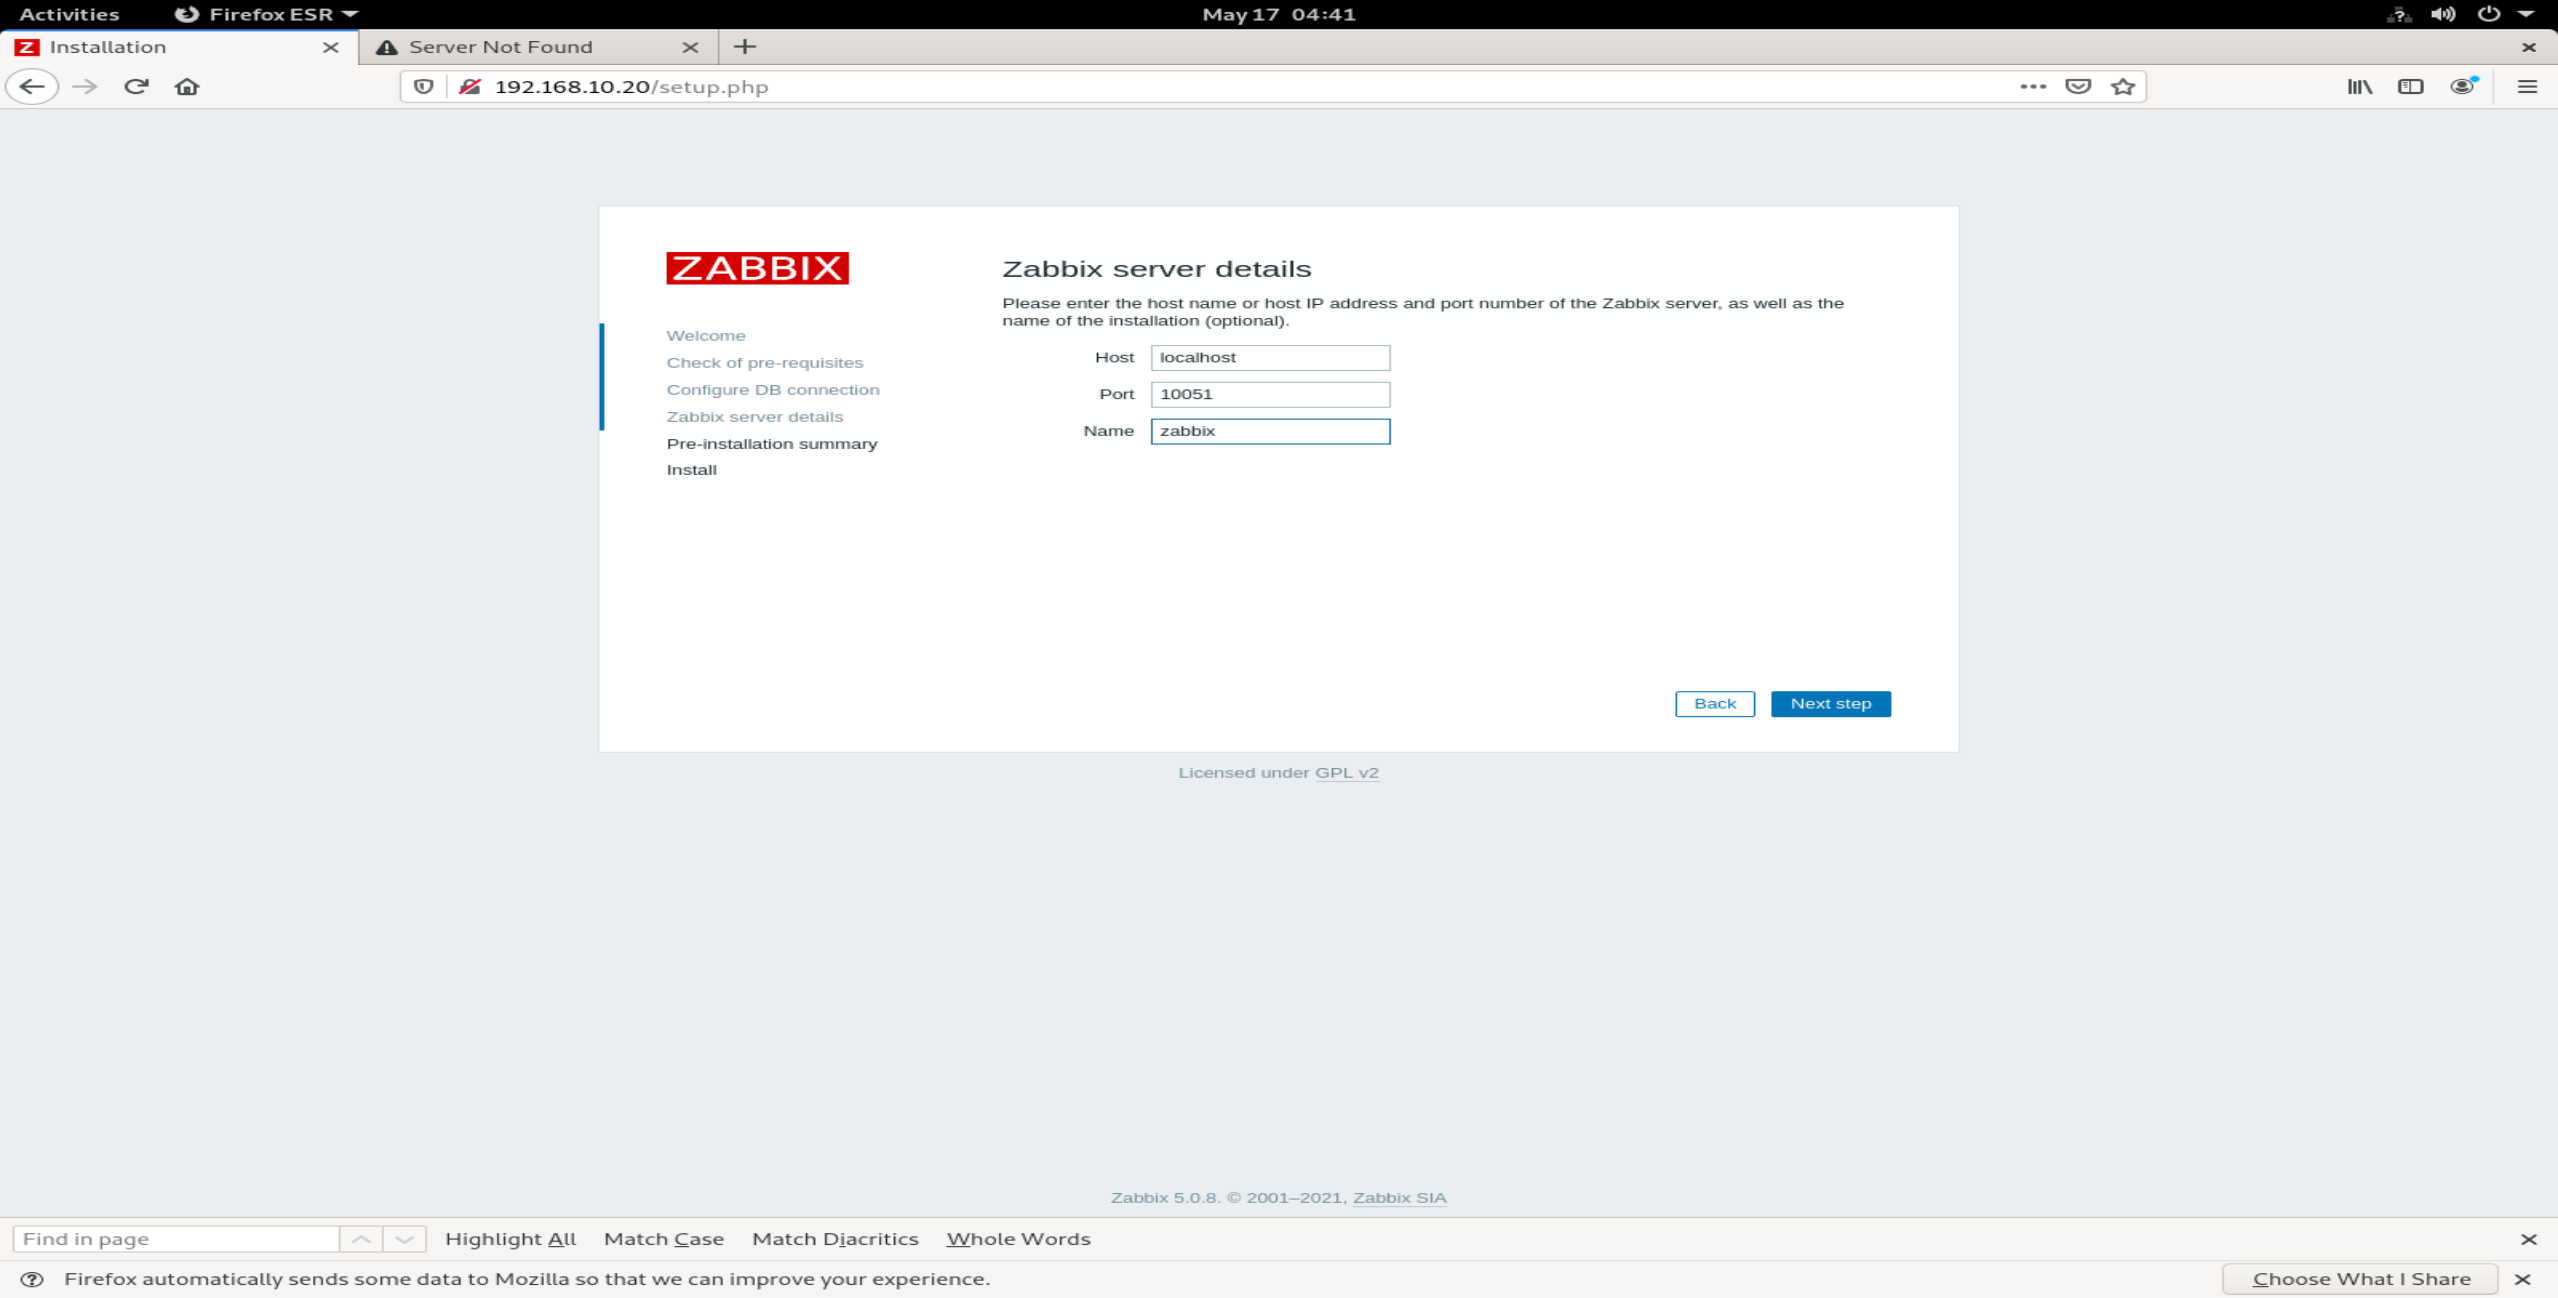 Activities
Firefox ESR
May 17 04:41
Z Installation
Server Not Found
192.168.10.20/setup.php
ZABBIX
Welcome
Check of pre-requisites
Configure DB connection
Zabbix server details
Pre-installation summary
Install
Zabbix server details
Please enter the host name or host IP address and port number of the Zabbix server, as well as the
name of the installation (optional).
Host localhost
Port 10051
Name zabbix
Back
Next step
Licensed under GPL v2
Zabbix 5.0.8. © 2001–2021, Zabbix SIA
Find in page
Highlight All
Match Case
Match Diacritics
Whole Words
Firefox automatically sends some data to Mozilla so that we can improve your experience.
Choose What I Share